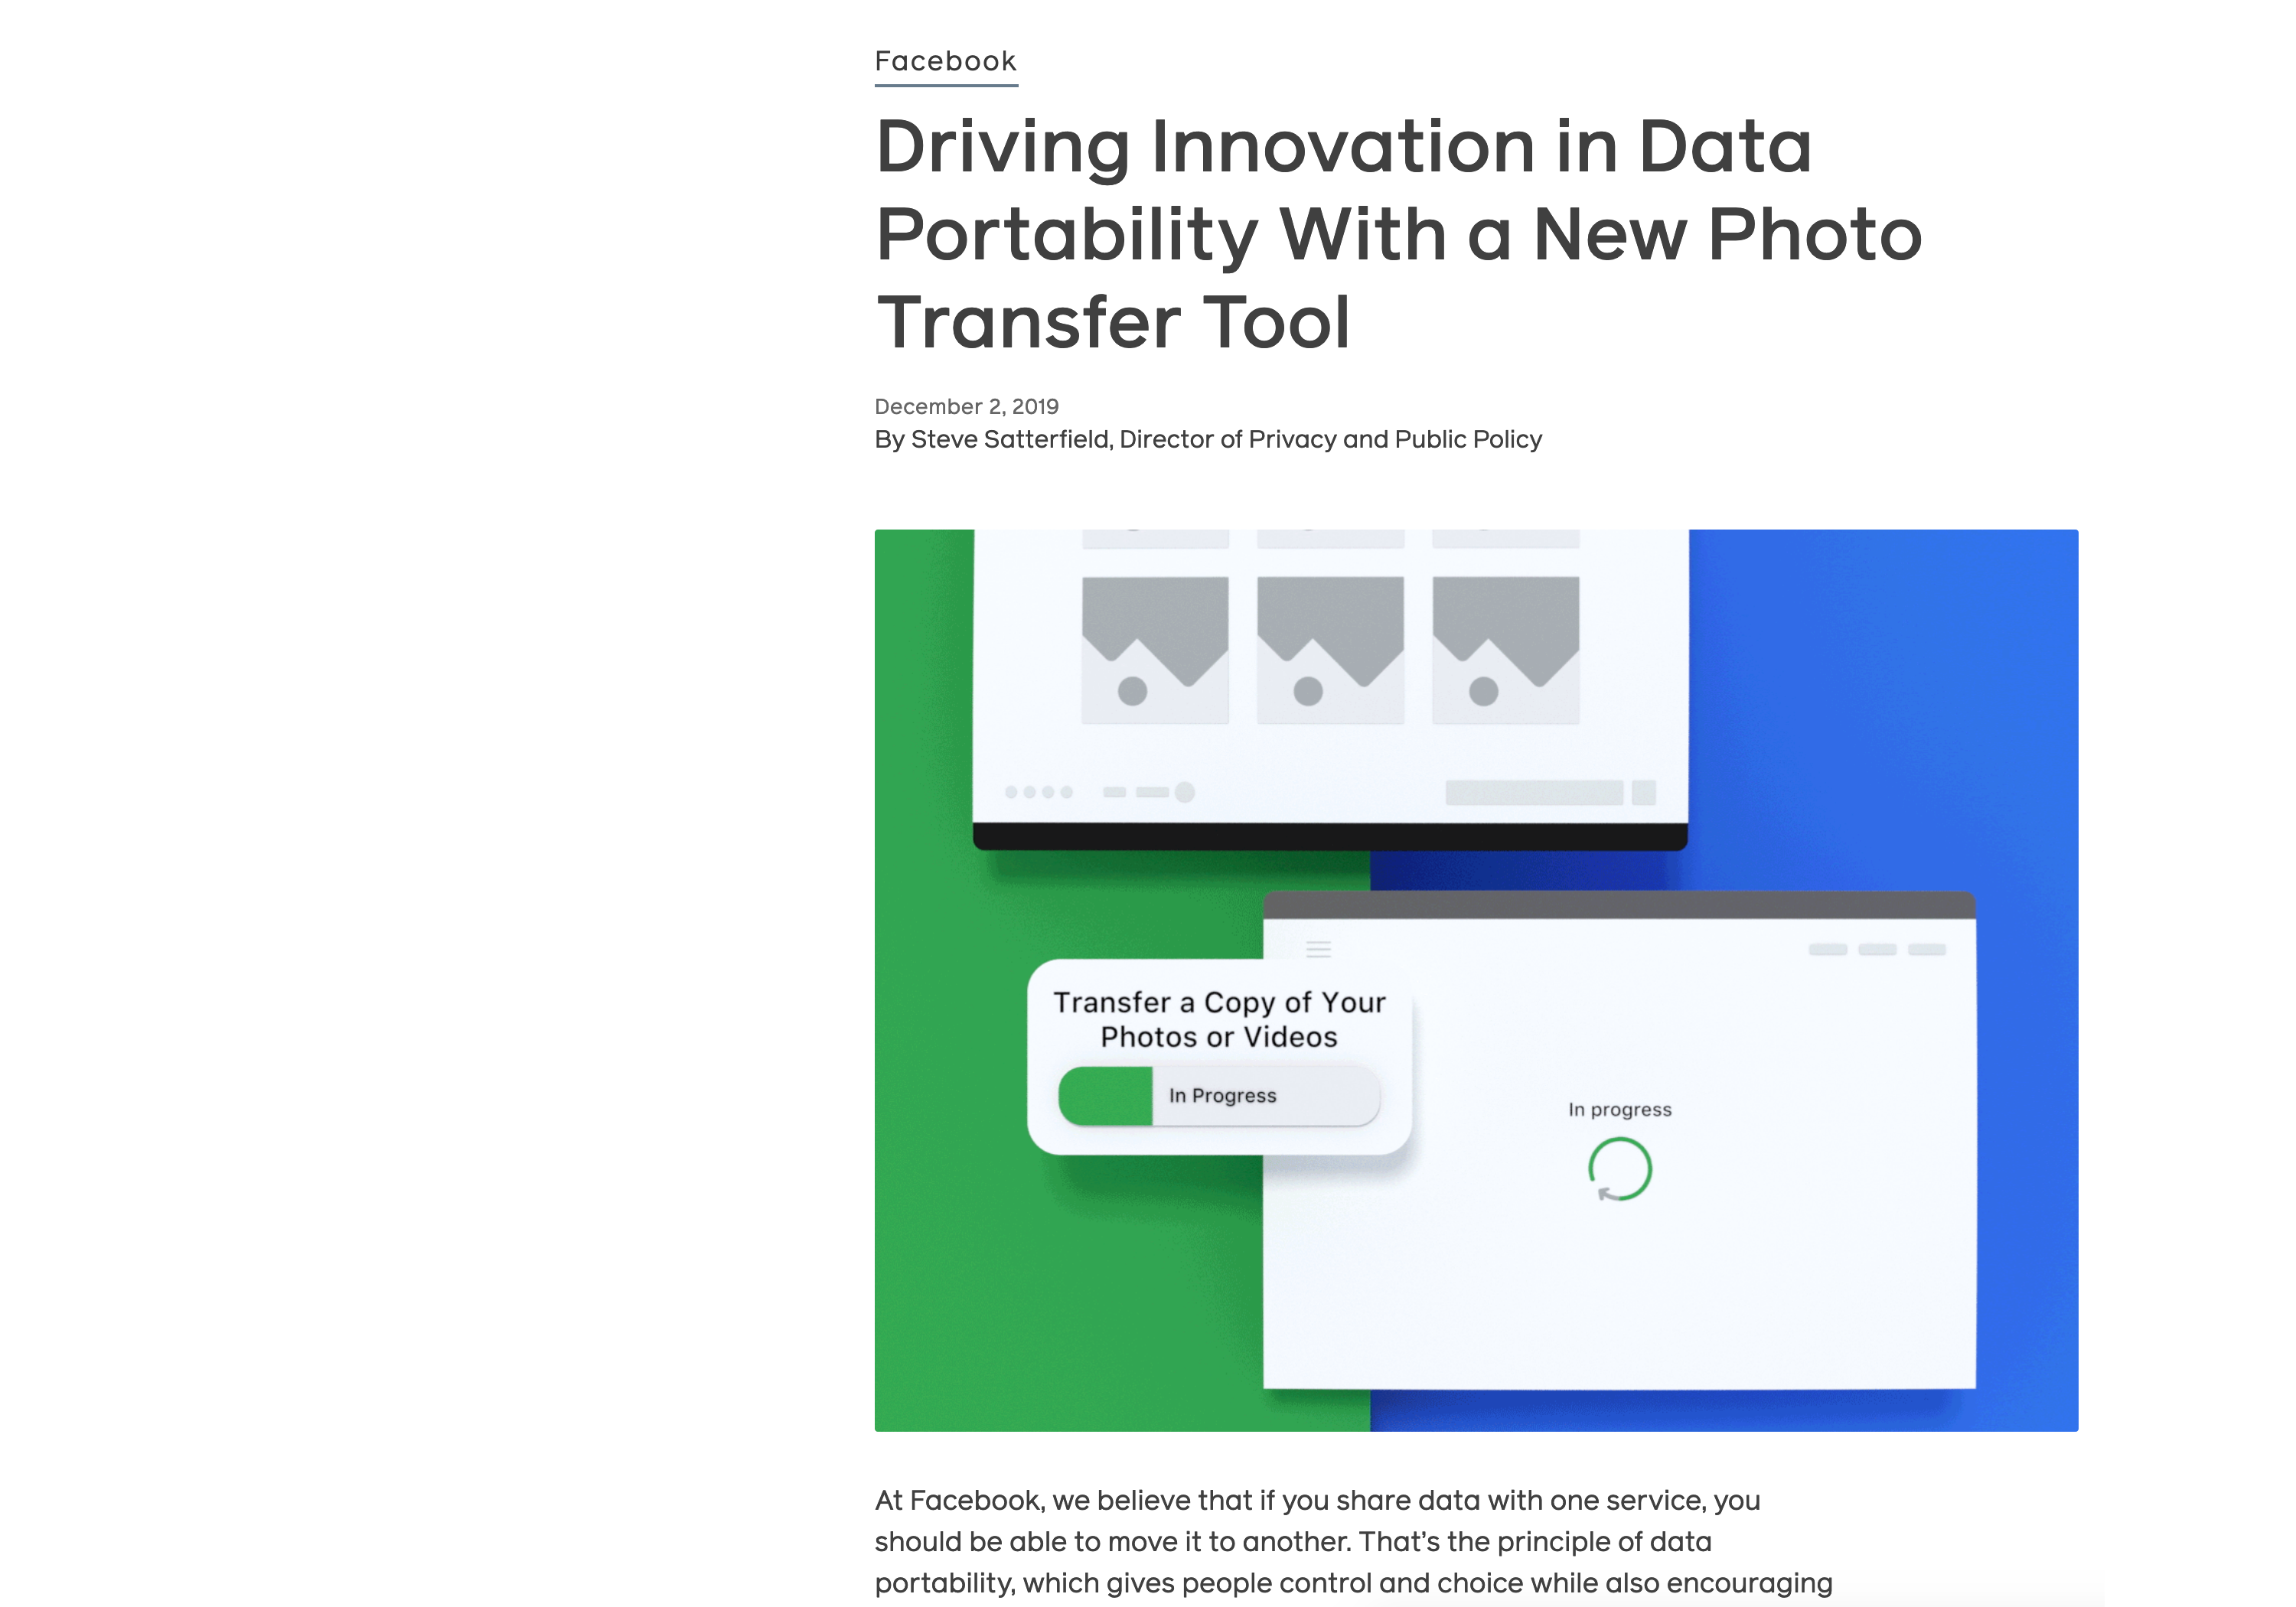 Facebook
Driving Innovation in Data
Portability With a New Photo
Transfer Tool
December 2, 2019
By Steve Satterfield, Director of Privacy and Public Policy
Transfer a Copy of Your
Photos or Videos
In Progress
In progress
At Facebook, we believe that if you share data with one service, you
should be able to move it to another. That’s the principle of data
portability, which gives people control and choice while also encouraging